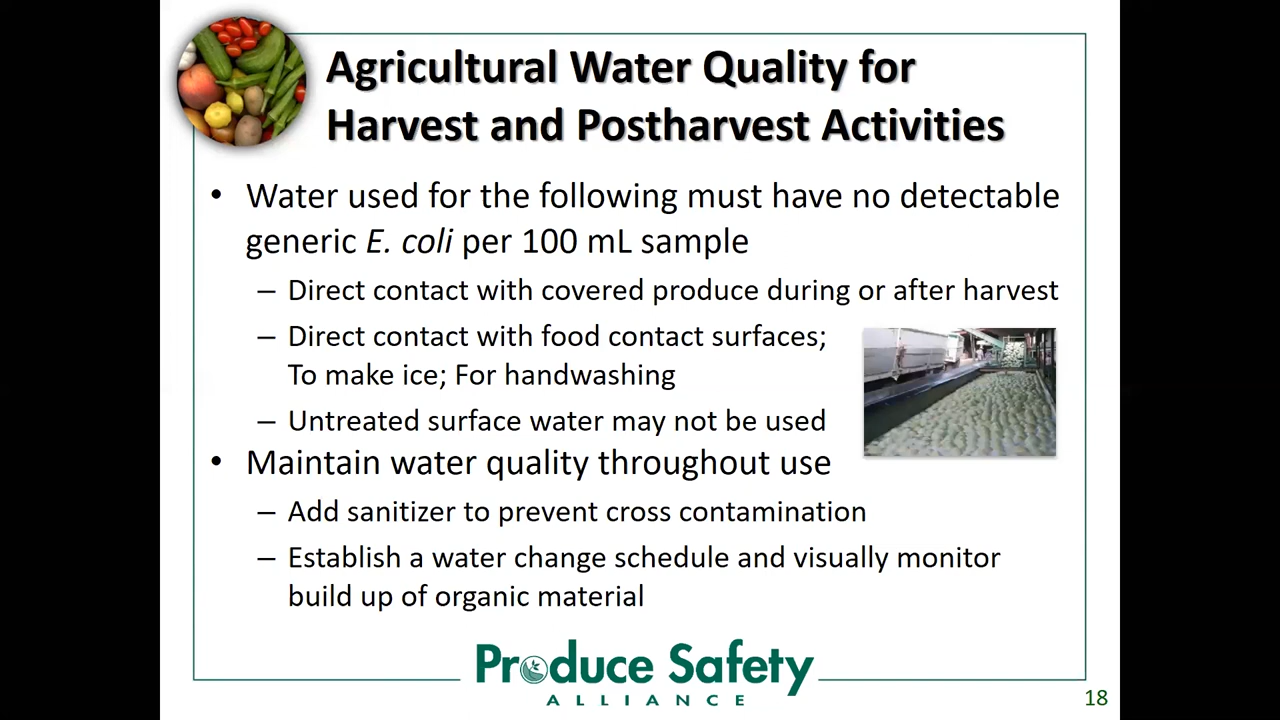 Agricultural Water Quality for
Harvest and Postharvest Activities
• Water used for the following must have no detectable
generic E. coli per 100 mL sample
– Direct contact with covered produce during or after harvest
– Direct contact with food contact surfaces;
To make ice; For handwashing
– Untreated surface water may not be used
• Maintain water quality throughout use
– Add sanitizer to prevent cross contamination
– Establish a water change schedule and visually monitor
build up of organic material
Produce Safety
ALLIANCE
18